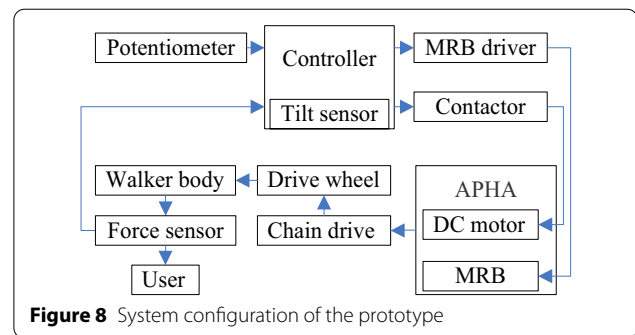 Potentiometer
Controller
MRB driver
Tilt sensor
Contactor
Walker body
Drive wheel
APHA
Force sensor
Chain drive
DC motor
User
MRB
Figure 8 System configuration of the prototype